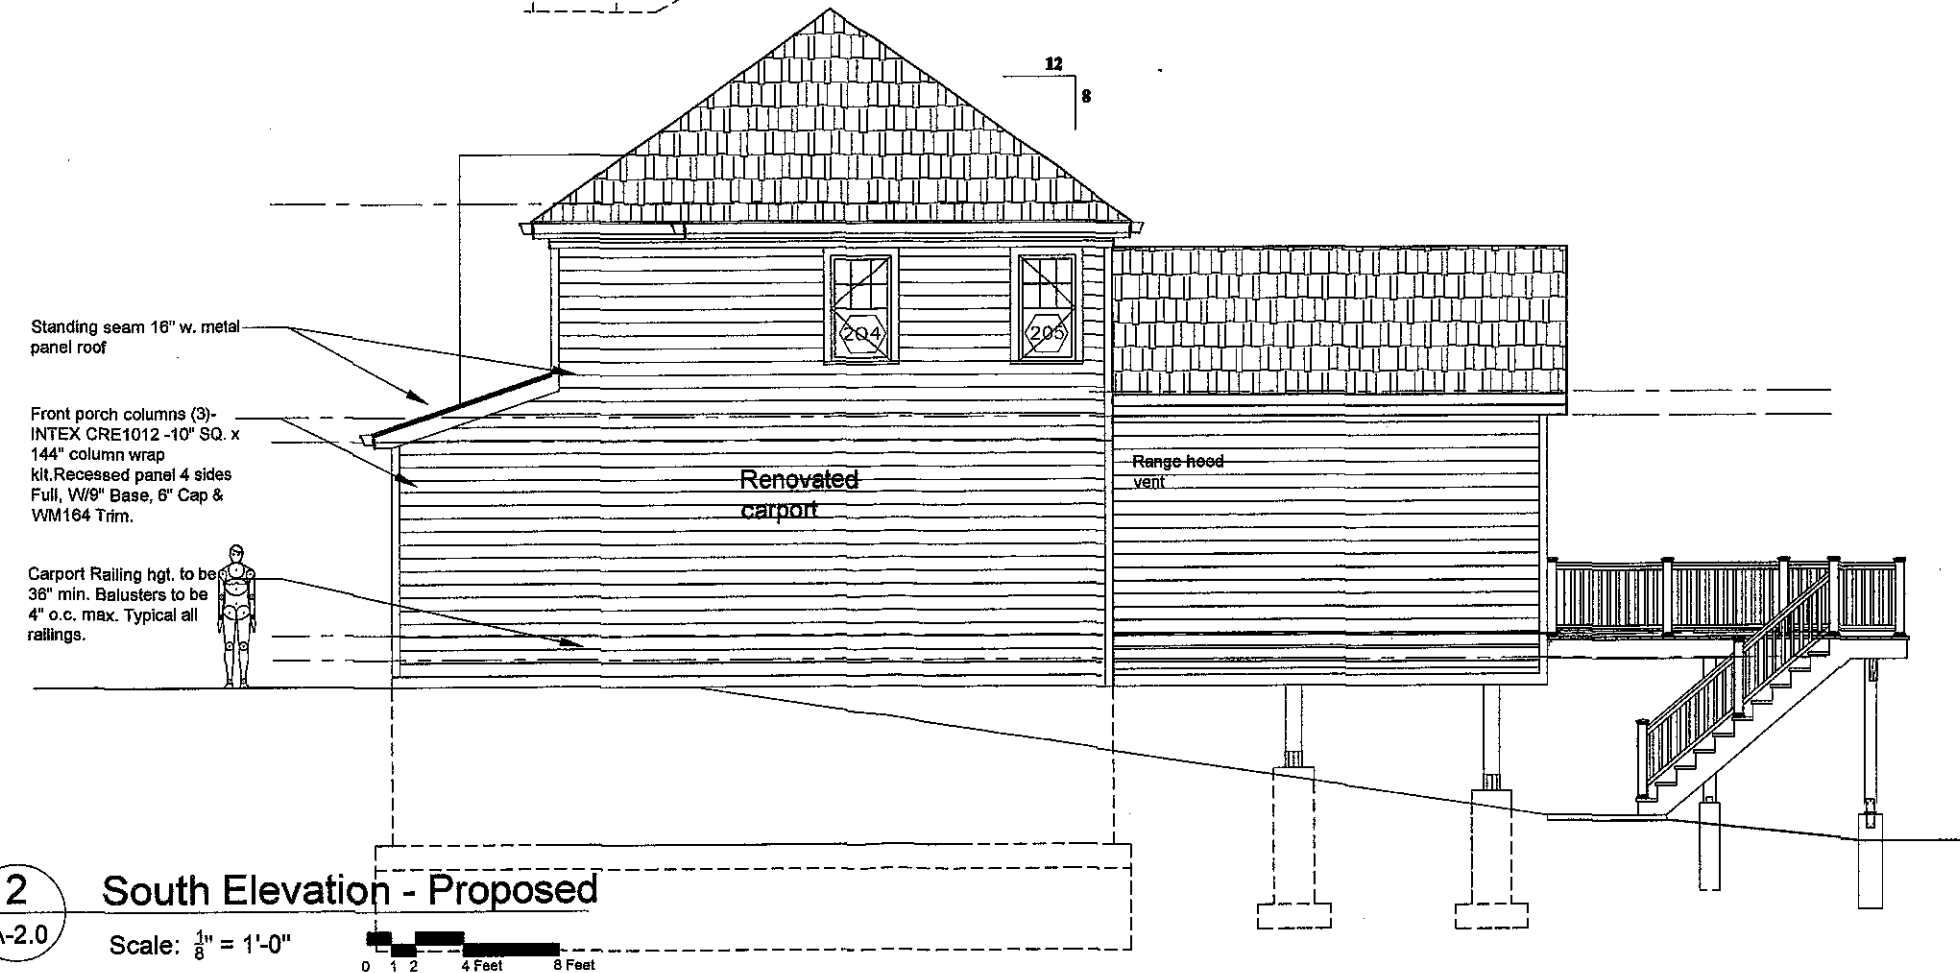 12
8
204
205
Standing seam 16" w. metal
panel roof
Front porch columns (3)-
INTEX CRE1012 -10" SQ. x
144" column wrap
kit.Recessed panel 4 sides
Full, W/9" Base, 6" Cap &
WM164 Trim.
Renovated
carport
Range hood
vent
Carport Railing hgt. to be
36" min. Balusters to be
4" o.c. max. Typical all
railings.
2
A-2.0
South Elevation - Proposed
Scale: 1/8" = 1'-0"
0 1 2 4 Feet 8 Feet